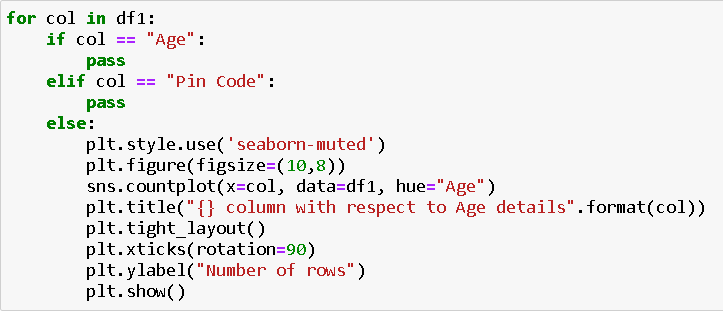 for col in df1:
    if col == "Age":
        pass
    elif col == "Pin Code":
        pass
    else:
        plt.style.use('seaborn-muted')
        plt.figure(figsize=(10,8))
        sns.countplot(x=col, data=df1, hue="Age")
        plt.title("{} column with respect to Age details".format(col))
        plt.tight_layout()
        plt.xticks(rotation=90)
        plt.ylabel("Number of rows")
        plt.show()